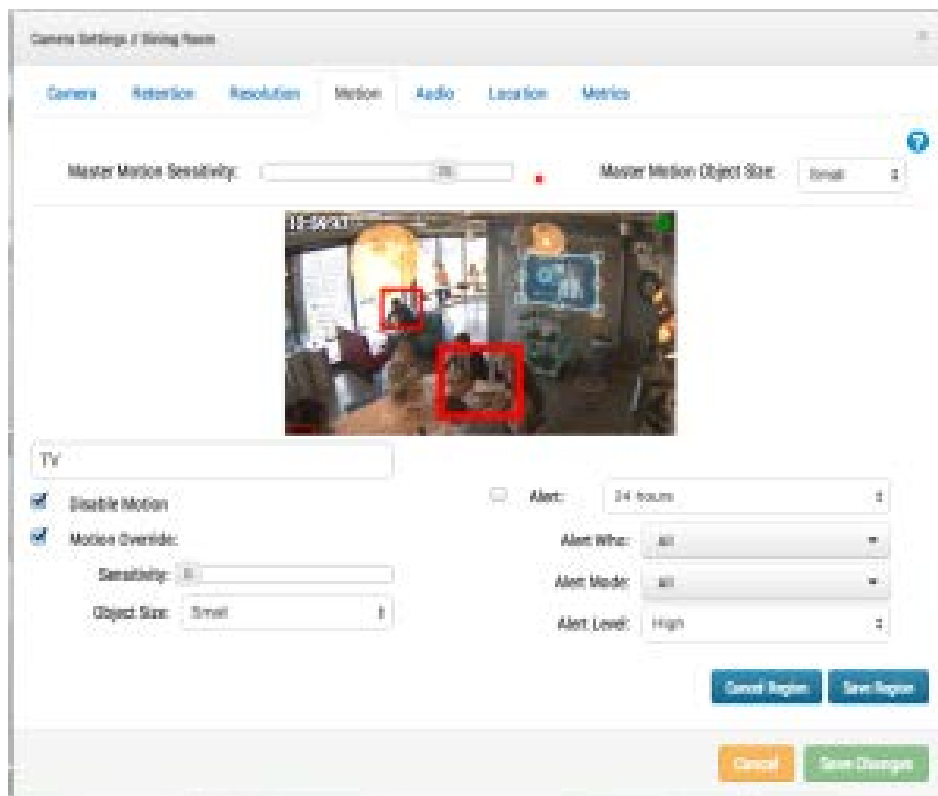 Camera Settings / Dining Room
Camera Retention Resolution Motion Audio Location Metrics
Master Motion Sensitivity:
Master Motion Object Size: Small
TV
Disable Motion
Motion Override:
Sensitivity:
Object Size: Small
Alert: 24 hours
Alert Who: All
Alert Mode: All
Alert Level: High
Cancel Region Save Region
Cancel Save Changes